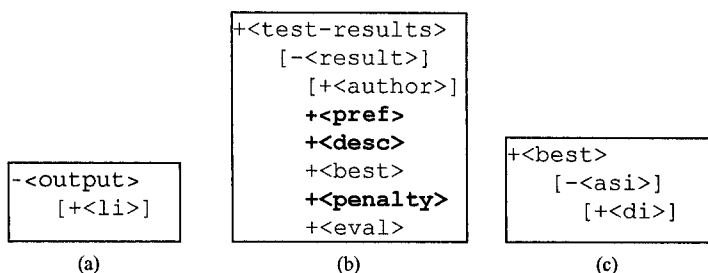 -<output>
[+<li>]
(a)
+<test-results>
[-<result>]
[+<author>]
+<pref>
+<desc>
+<best>
+<penalty>
+<eval>
(b)
+<best>
[-<asi>]
[+<di>]
(c)